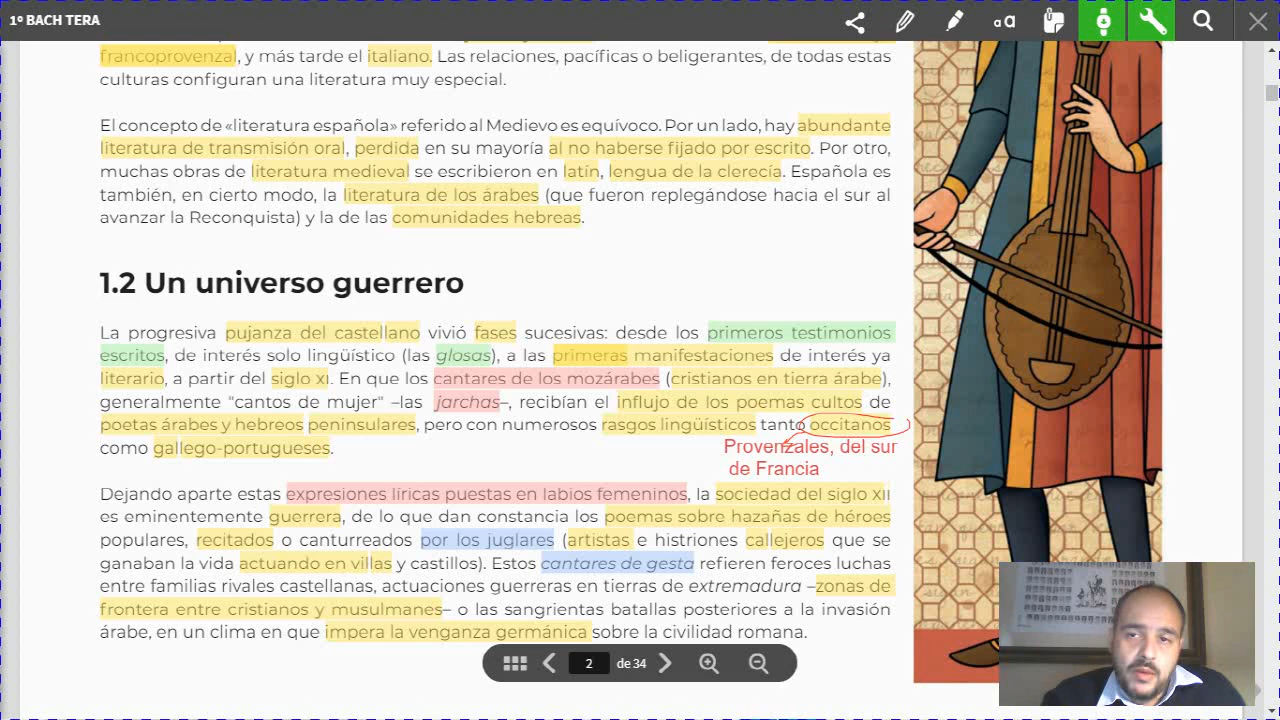 1º BACH TERA
aa
francoprovenzal, y más tarde el italiano. Las relaciones, pacíficas o beligerantes, de todas estas
culturas configuran una literatura muy especial.
El concepto de «literatura española» referido al Medievo es equívoco. Por un lado, hay abundante
literatura de transmisión oral, perdida en su mayoría al no haberse fijado por escrito. Por otro,
muchas obras de literatura medieval se escribieron en latín, lengua de la clerecía. Española es
también, en cierto modo, la literatura de los árabes (que fueron replegándose hacia el sur al
avanzar la Reconquista) y la de las comunidades hebreas.
1.2 Un universo guerrero
La progresiva pujanza del castellano vivió fases sucesivas: desde los primeros testimonios
escritos, de interés solo lingüístico (las glosas), a las primeras manifestaciones de interés ya
literario, a partir del siglo XI. En que los cantares de los mozárabes (cristianos en tierra árabe),
generalmente "cantos de mujer" –las jarchas–, recibían el influjo de los poemas cultos de
poetas árabes y hebreos peninsulares, pero con numerosos rasgos lingüísticos tanto occitanos
como gallego-portugueses.
Provenzales, del sur
de Francia
Dejando aparte estas expresiones líricas puestas en labios femeninos, la sociedad del siglo XII
es eminentemente guerrera, de lo que dan constancia los poemas sobre hazañas de héroes
populares, recitados o canturreados por los juglares (artistas e histriones callejeros que se
ganaban la vida actuando en villas y castillos). Estos cantares de gesta refieren feroces luchas
entre familias rivales castellanas, actuaciones guerreras en tierras de extremadura –zonas de
frontera entre cristianos y musulmanes– o las sangrientas batallas posteriores a la invasión
árabe, en un clima en que impera la venganza germánica sobre la civilidad romana.
2 de 34